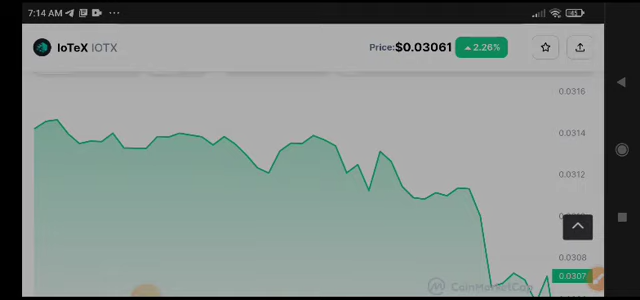 7:14 AM
IoTeX IOTX
Price:$0.03061 2.26%
0.0316
0.0314
0.0312
0.0308
0.0307
CoinMarketCap